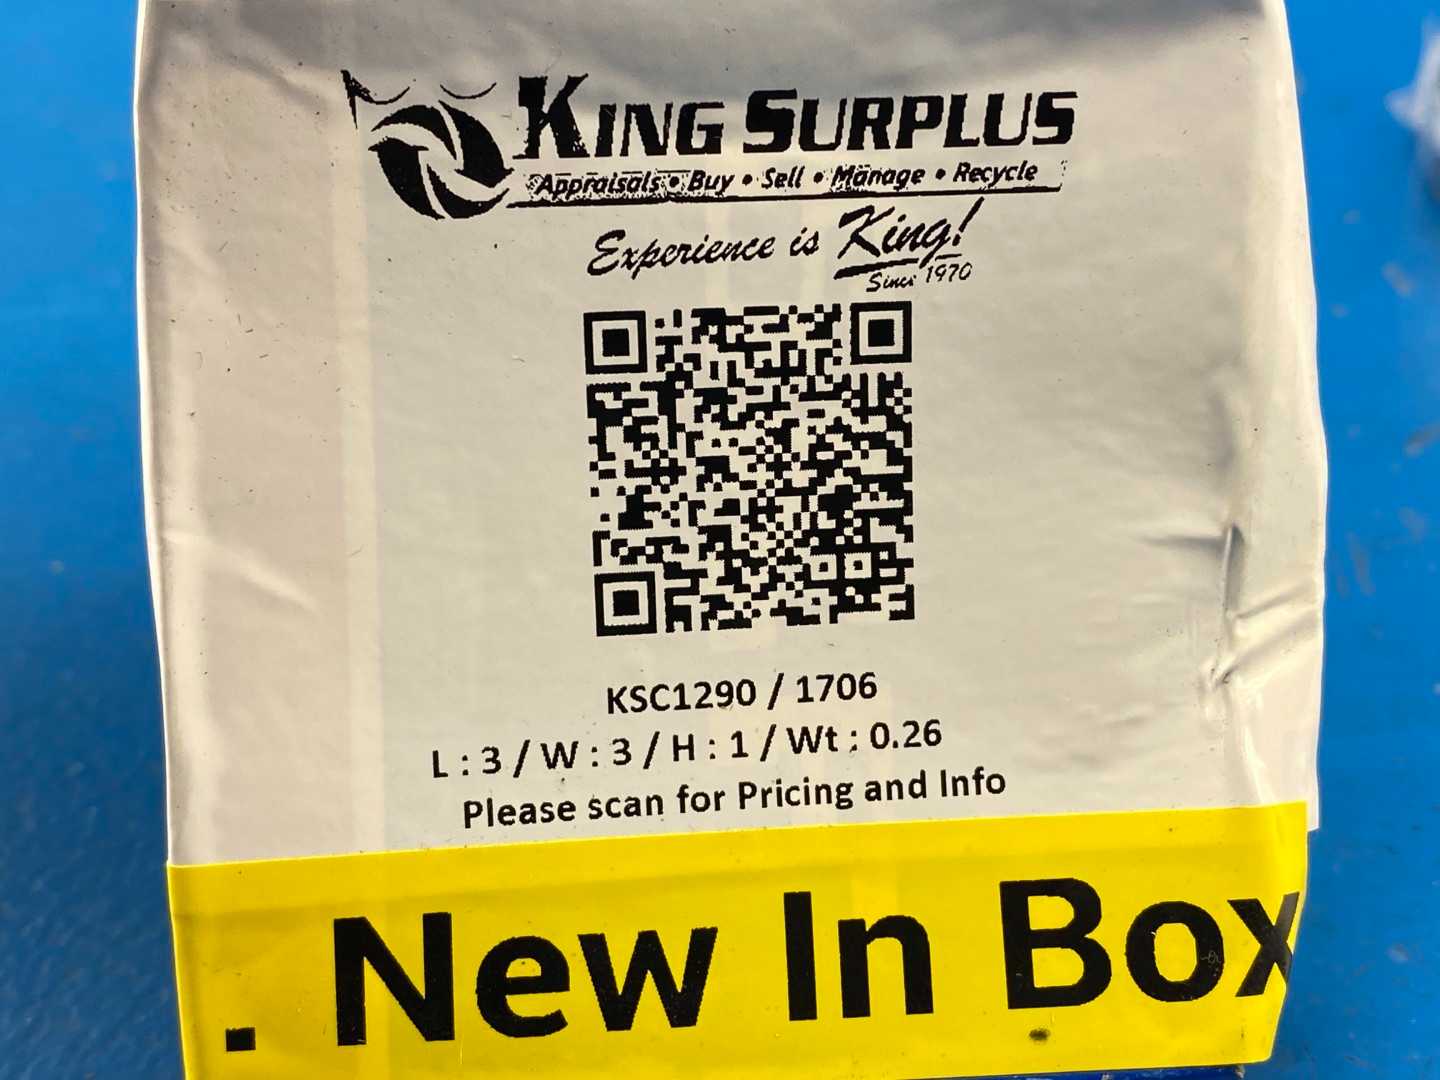 KING SURPLUS
Appraisals • Buy • Sell • Manage • Recycle
Experience is King!
Since 1970
KSC1290 / 1706
L : 3 / W : 3 / H : 1 / Wt : 0.26
Please scan for Pricing and Info
. New In Box